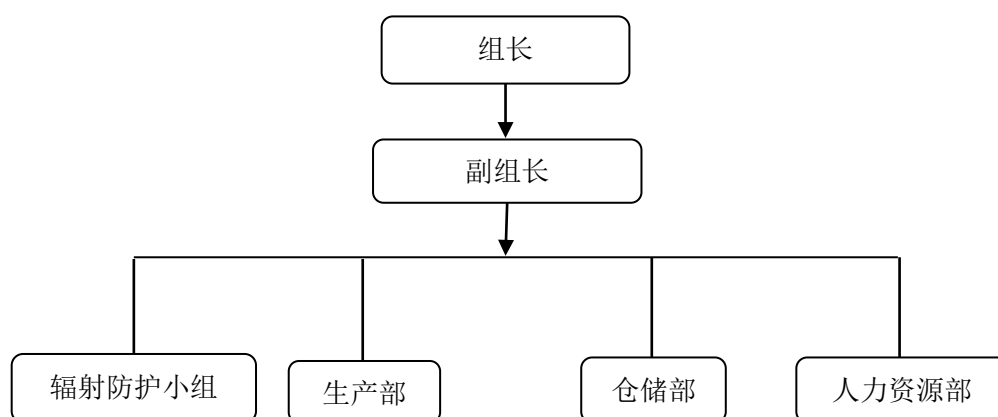 组长
副组长
辐射防护小组
生产部
仓储部
人力资源部